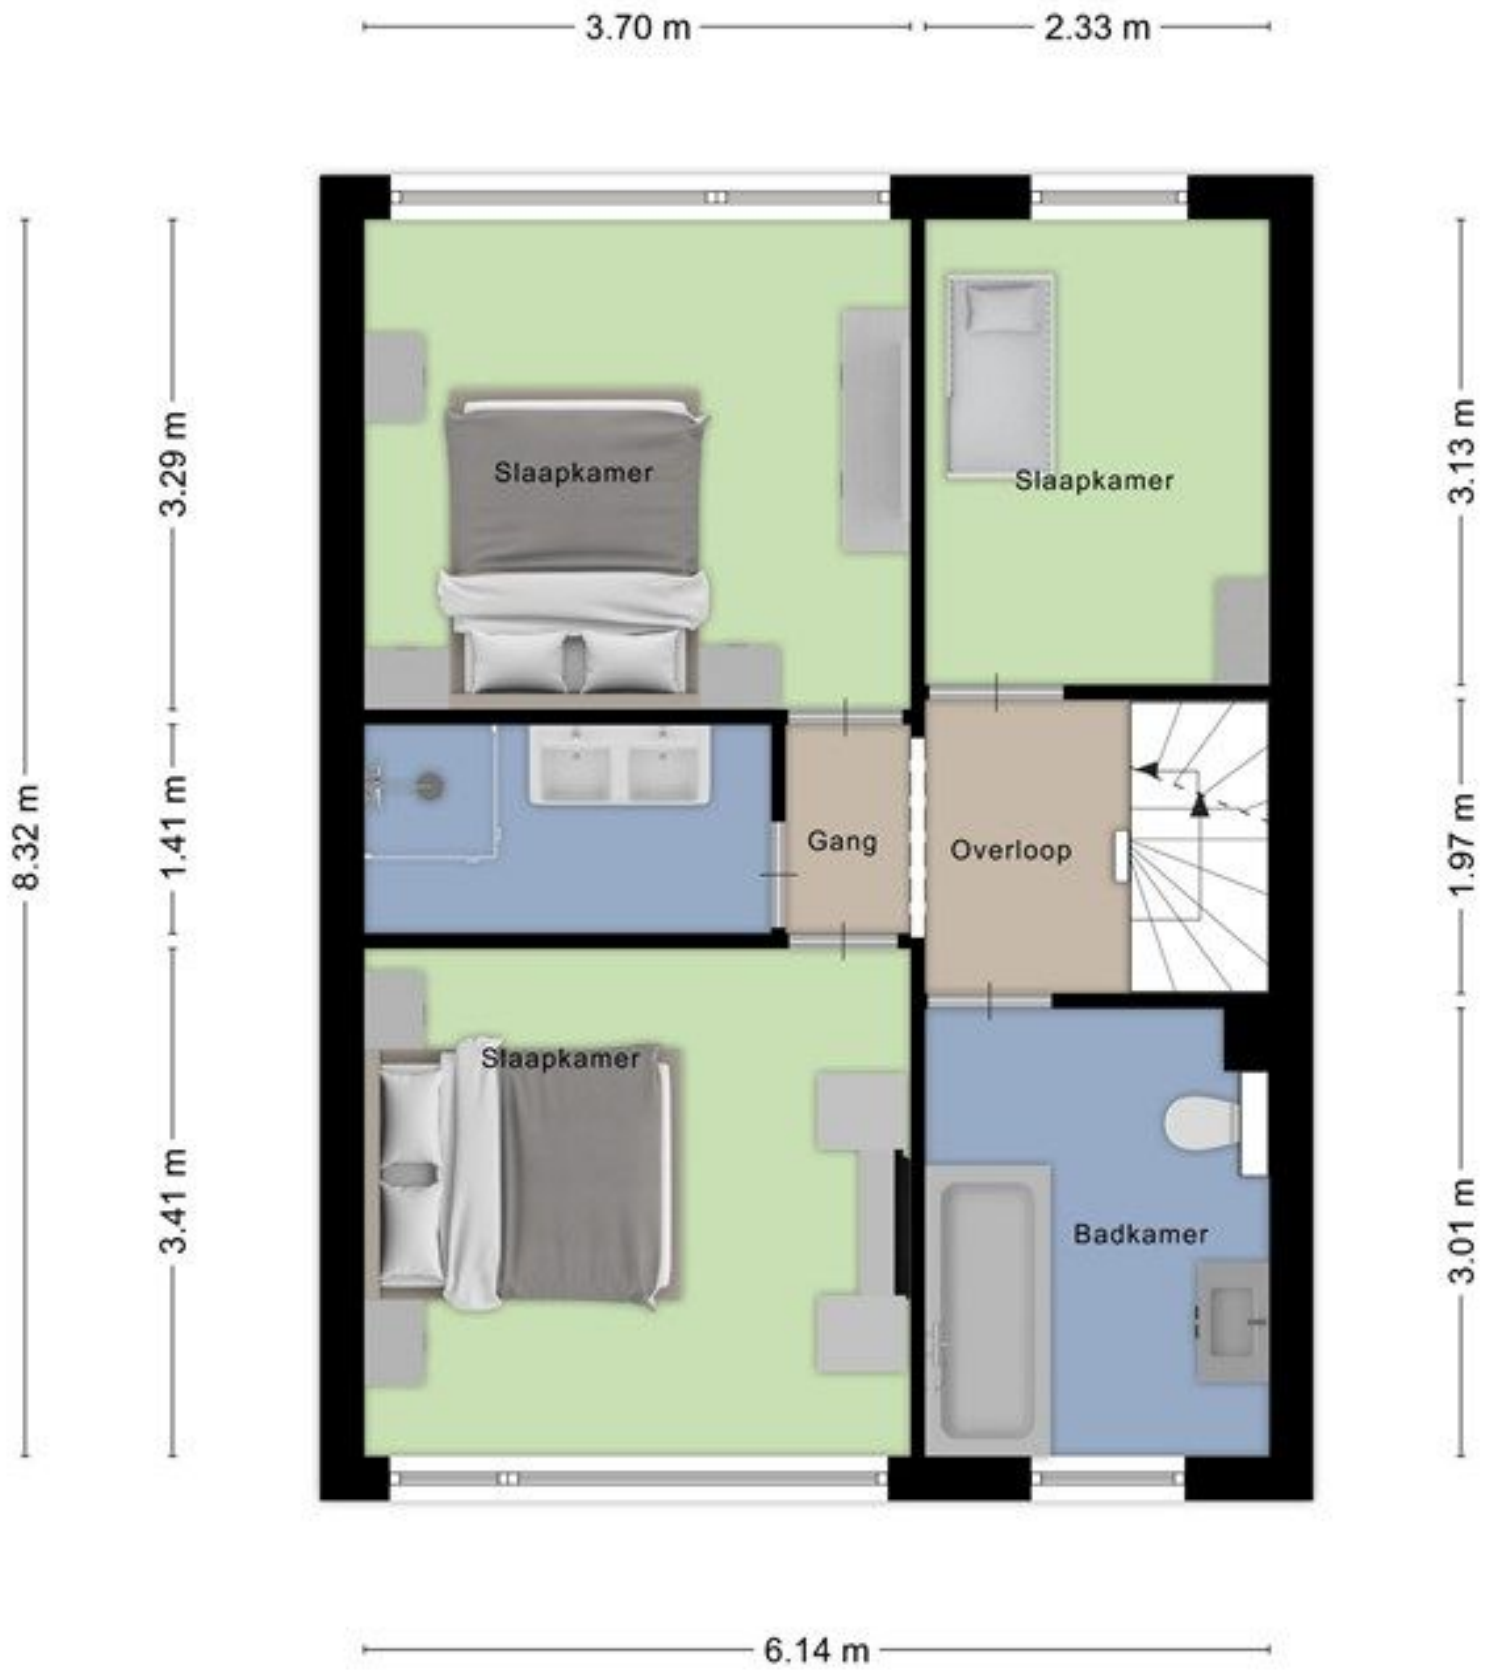 3.70 m
2.33 m
8.32 m
3.29 m
1.41 m
3.41 m
3.13 m
1.97 m
3.01 m
Slaapkamer
Slaapkamer
Gang
Overloop
Slaapkamer
Badkamer
6.14 m